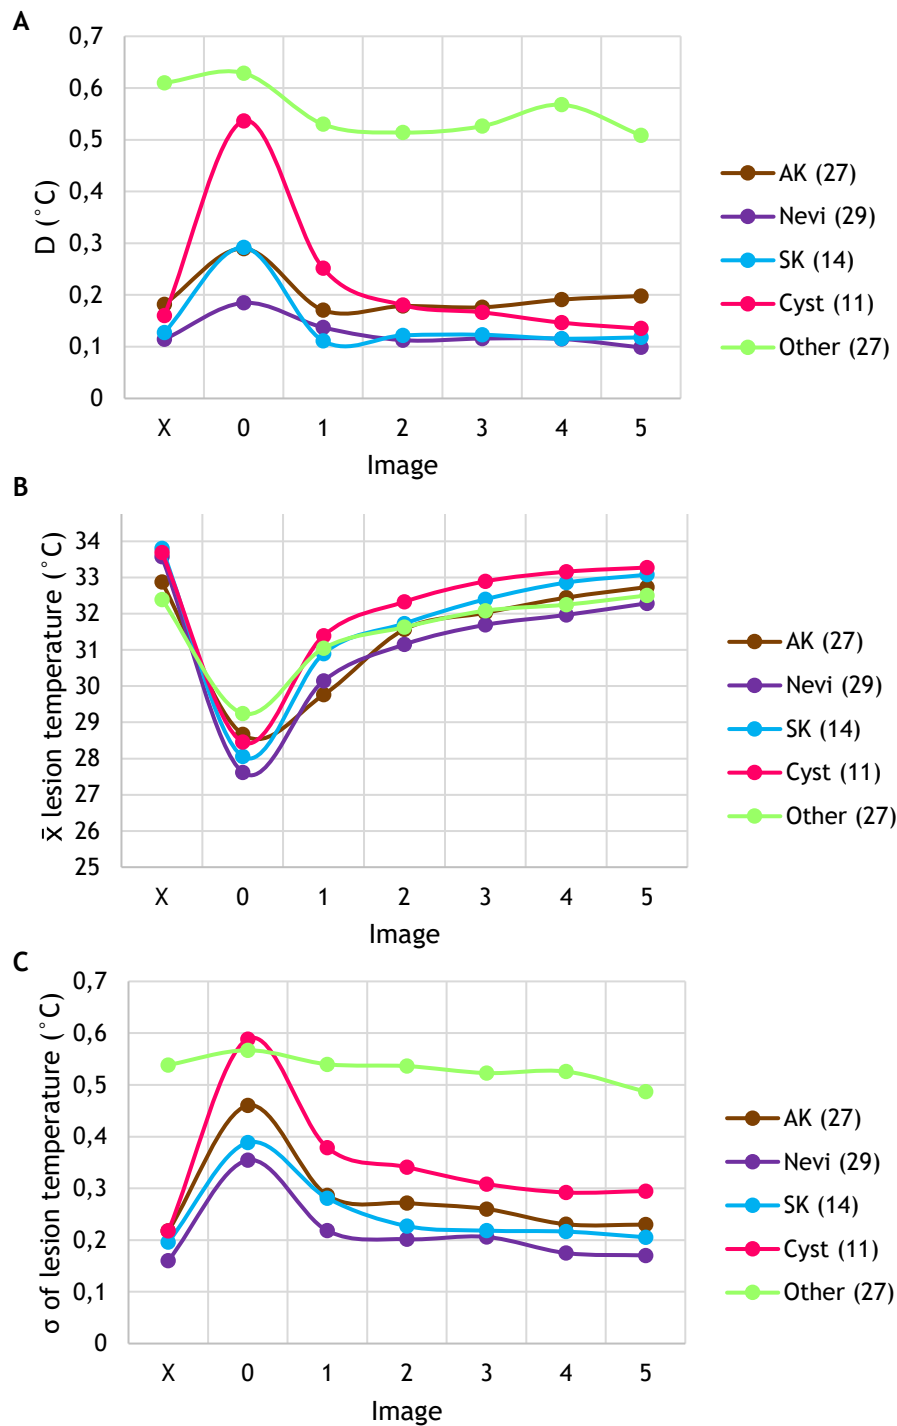 A
0,7
0,6
0,5
0,4
0,3
0,2
0,1
0
D (˚C)
X 0 1 2 3 4 5
Image
AK (27)
Nevi (29)
SK (14)
Cyst (11)
Other (27)
B
34
33
32
31
30
29
28
27
26
25
x̄ lesion temperature (˚C)
X 0 1 2 3 4 5
Image
AK (27)
Nevi (29)
SK (14)
Cyst (11)
Other (27)
C
0,7
0,6
0,5
0,4
0,3
0,2
0,1
0
σ of lesion temperature (˚C)
X 0 1 2 3 4 5
Image
AK (27)
Nevi (29)
SK (14)
Cyst (11)
Other (27)